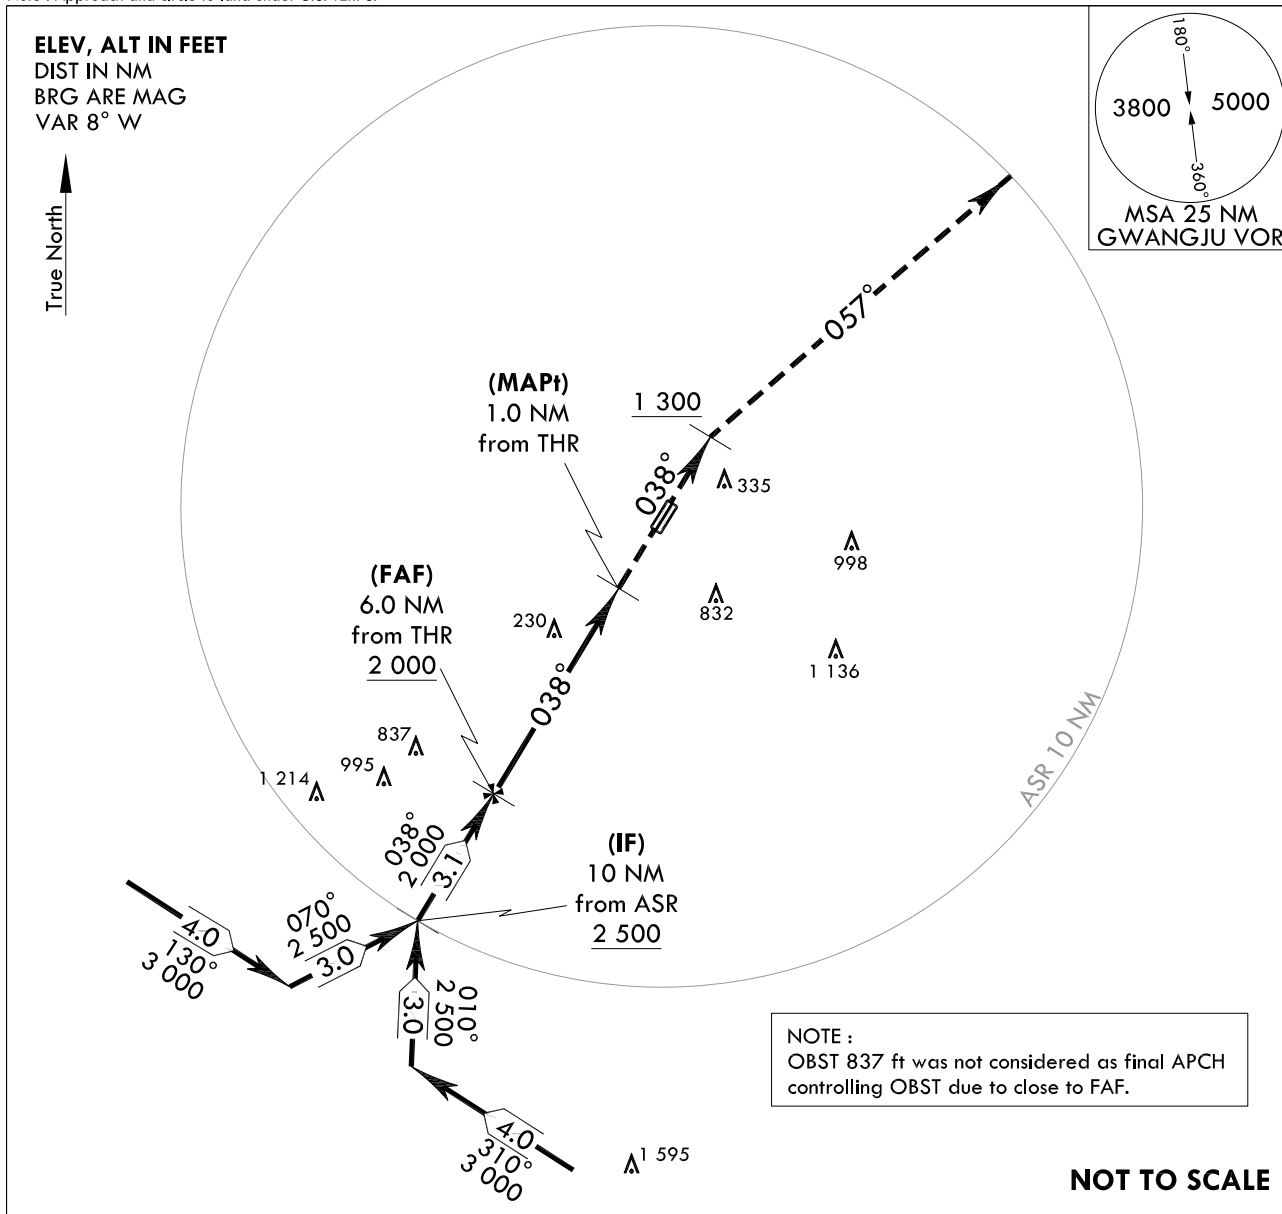 ELEV, ALT IN FEET
DIST IN NM
BRG ARE MAG
VAR 8° W
True North
180°
3800
5000
360°
MSA 25 NM
GWANGJU VOR
057°
(MAPt)
1.0 NM
from THR
1 300
038°
335
998
832
1 136
(FAF)
6.0 NM
from THR
2 000
230
038°
837
995
1 214
ASR 10 NM
038°
2 000
3.1
(IF)
10 NM
from ASR
2 500
070°
2 500
3.0
4.0
130°
3 000
010°
2 500
3.0
4.0
310°
3 000
1 595
NOTE :
OBST 837 ft was not considered as final APCH
controlling OBST due to close to FAF.
NOT TO SCALE